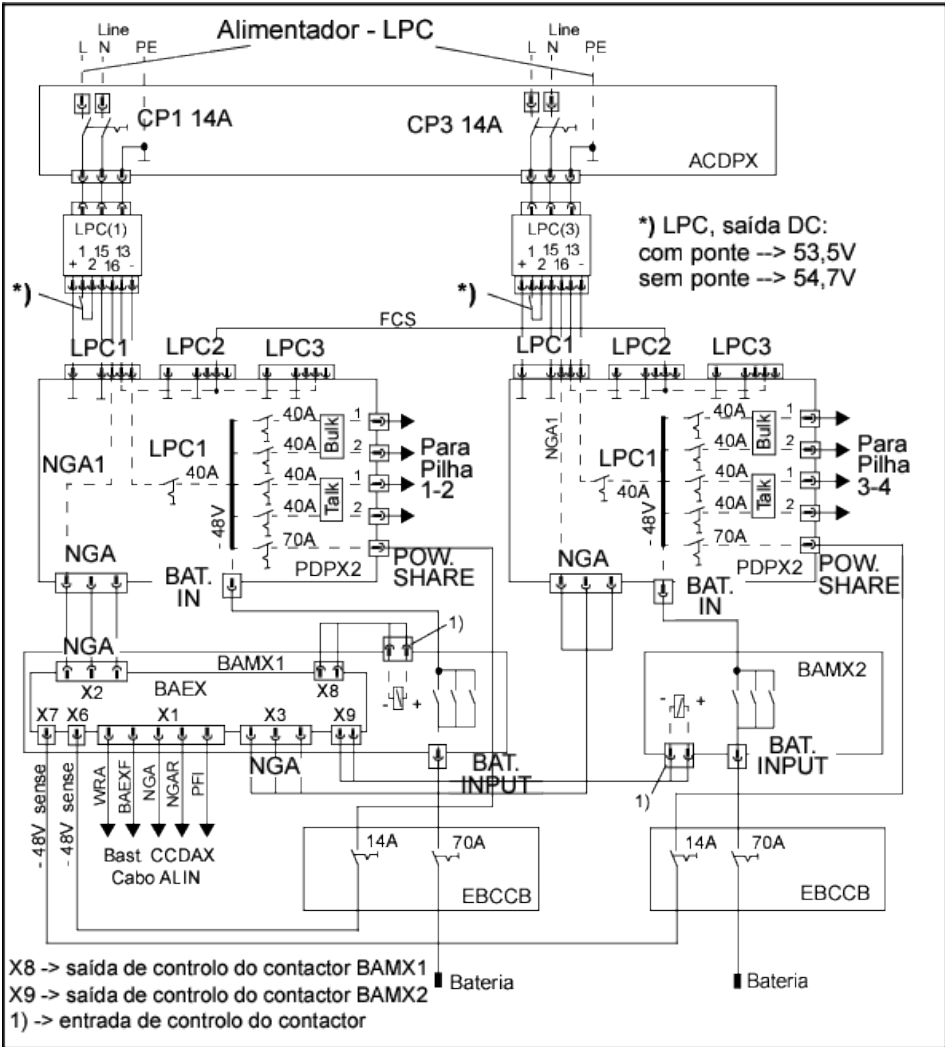 Alimentador - LPC
Line
L N PE
Line
L N PE
CP1 14A
CP3 14A
ACDPX
LPC(1)
1 15 13
+ 2 16 -
LPC(3)
1 15 13
+ 2 16 -
*) LPC, saída DC:
com ponte --> 53,5V
sem ponte --> 54,7V
*)
*)
FCS
LPC1 LPC2 LPC3
LPC1 LPC2 LPC3
NGA1
LPC1
40A
48V
40A
40A
40A
40A
70A
Bulk
Talk
1
2
1
2
Para
Pilha
1-2
NGA
BAT.
IN
PDPX2
POW.
SHARE
NGA1
LPC1
40A
48V
40A
40A
40A
40A
70A
Bulk
Talk
1
2
1
2
Para
Pilha
3-4
NGA
BAT.
IN
PDPX2
POW.
SHARE
NGA
X2
BAMX1
BAEX
X8
1)
- +
X7 X6 X1 X3 X9
NGA
BAT.
INPUT
BAMX2
- +
1)
BAT.
INPUT
- 48V sense
- 48V sense
WRA
BAEXF
NGA
NGAR
PFI
Bast CCDAX
Cabo ALIN
14A 70A
EBCCB
14A 70A
EBCCB
Bateria
Bateria
X8 -> saída de controlo do contactor BAMX1
X9 -> saída de controlo do contactor BAMX2
1) -> entrada de controlo do contactor